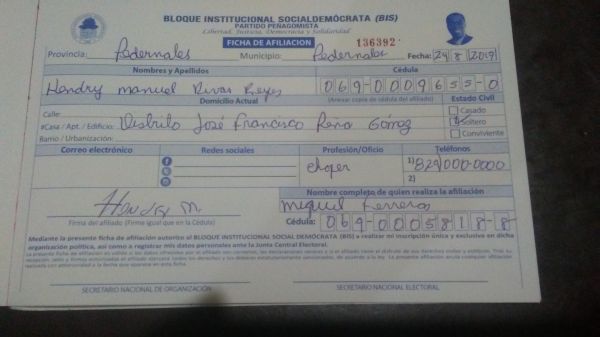 BLOQUE INSTITUCIONAL SOCIALDEMÓCRATA (BIS)
PARTIDO PEÑAGOMISTA
Libertad, Justicia, Democracia y Solidaridad
FICHA DE AFILIACION 136392
Provincia: Pedernales Municipio: Pedernales Fecha: 29 8 2019
Nombres y Apellidos Cédula
Hendry manuel Rivas Reyes 069-0009655-0
Domicilio Actual (Anexar copia de cédula del afiliado) Estado Civil
Calle: Casado
#Casa / Apt. / Edificio: Distrito José Francisco Peña Gómez Soltero
Barrio / Urbanización: Conviviente
Correo electrónico Redes sociales Profesión/Oficio Teléfonos
choper 1) 829 000-0000
2)
Hendry M. Nombre completo de quien realiza la afiliación
miguel Ferreras
Firma del afiliado (Firma igual que en la Cédula) Cédula: 069-0005818-8
Mediante la presente ficha de afiliación autorizo al BLOQUE INSTITUCIONAL SOCIAL DEMÓCRATA (BIS) a realizar mi inscripción única y exclusiva en dicha
organización política, así como a registrar mis datos personales ante la Junta Central Electoral.
SECRETARIO NACIONAL DE ORGANIZACIÓN SECRETARIO NACIONAL ELECTORAL